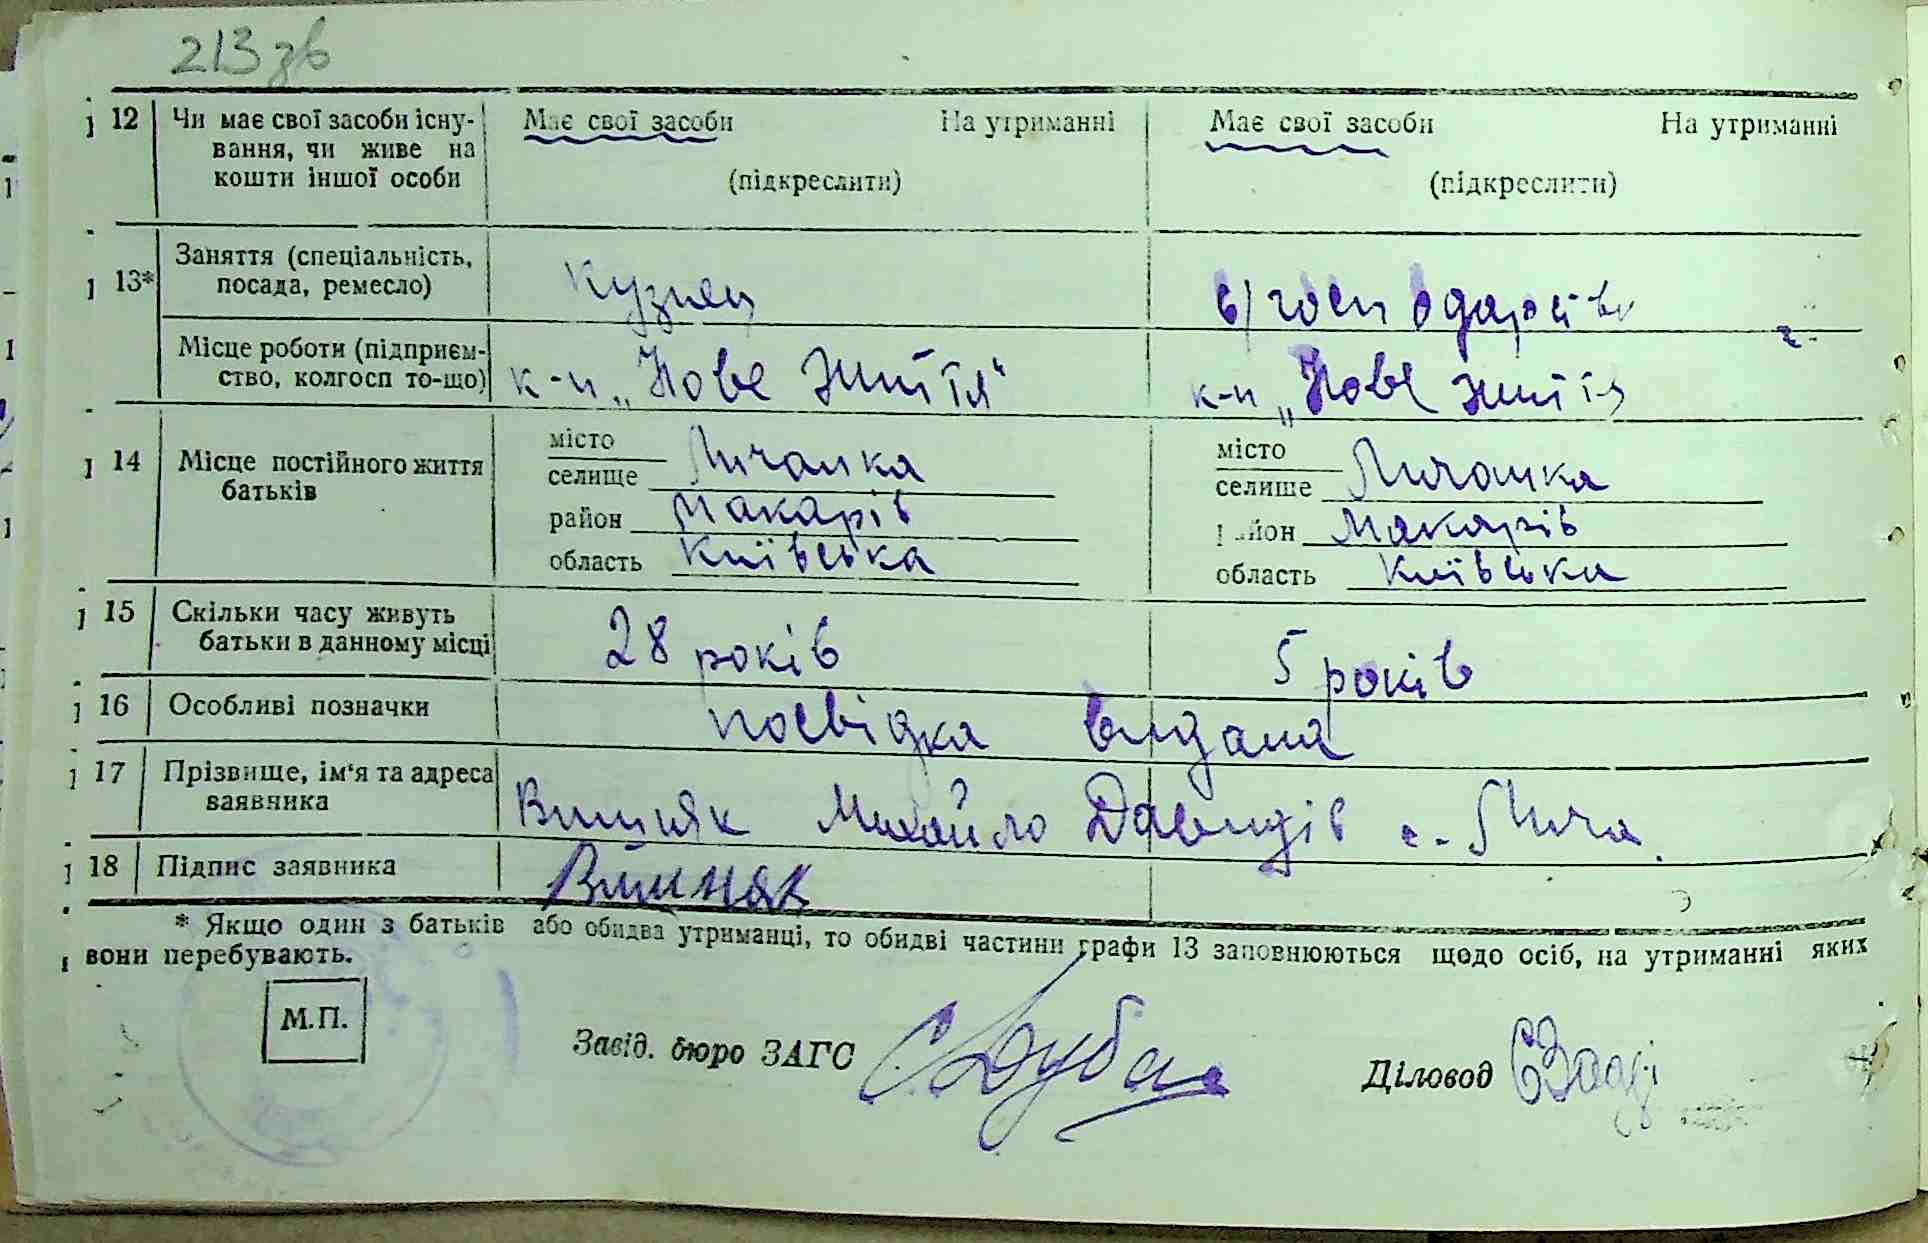 213 зв
12 Чи має свої засоби існу- Має свої засоби На утриманні Має свої засоби На утриманні
вання, чи живе на
кошти іншої особи (підкреслити) (підкреслити)
13* Заняття (спеціальність,
посада, ремесло) Кузнец с/господарство
Місце роботи (підприєм-
ство, колгосп то-що) к-п „Нове життя“ к-п „Нове життя
14 Місце постійного життя
батьків
місто місто
селище Личанка селище Личанка
район Макарів район Макарів
область Київська область Київська
15 Скільки часу живуть
батьки в данному місці 28 років 5 років
16 Особливі позначки посвідка видана
17 Прізвище, ім‘я та адреса
заявника Вишняк Михайло Давидів с. Лича
18 Підпис заявника Вишняк
* Якщо один з батьків або обидва утриманці, то обидві частини графи 13 заповнюються щодо осіб, на утриманні яких
вони перебувають.
М.П.
Завід. бюро ЗАГС Діловод